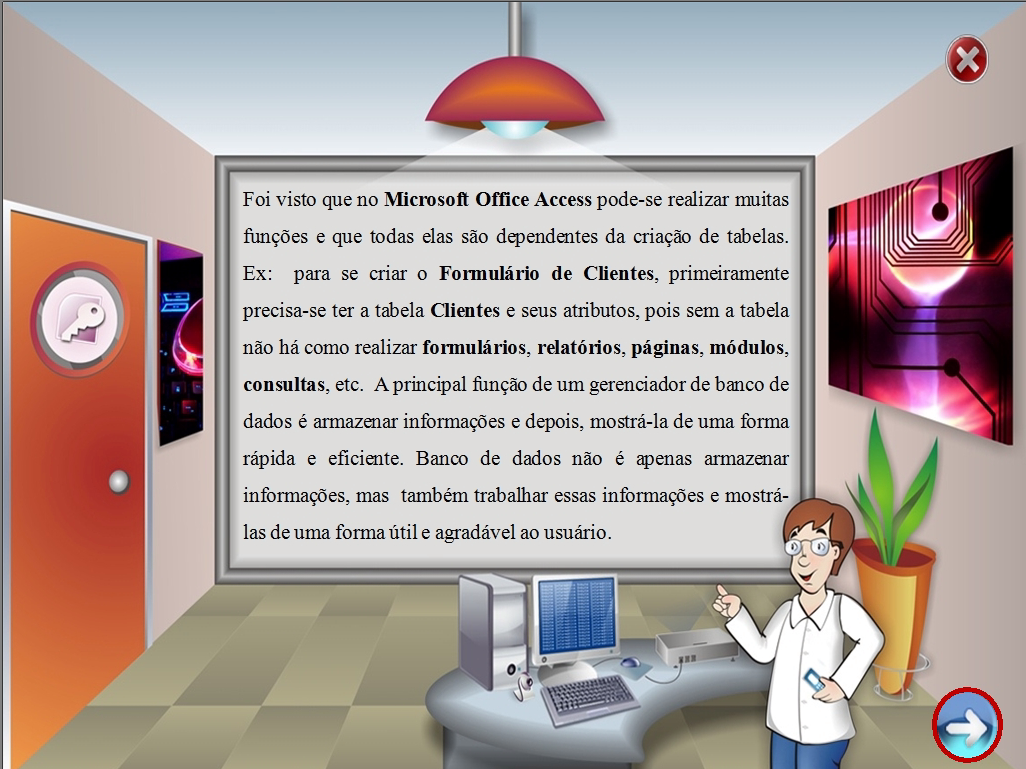 Foi visto que no Microsoft Office Access pode-se realizar muitas
funções e que todas elas são dependentes da criação de tabelas.
Ex: para se criar o Formulário de Clientes, primeiramente
precisa-se ter a tabela Clientes e seus atributos, pois sem a tabela
não há como realizar formulários, relatórios, páginas, módulos,
consultas, etc. A principal função de um gerenciador de banco de
dados é armazenar informações e depois, mostrá-la de uma forma
rápida e eficiente. Banco de dados não é apenas armazenar
informações, mas também trabalhar essas informações e mostrá-
las de uma forma útil e agradável ao usuário.